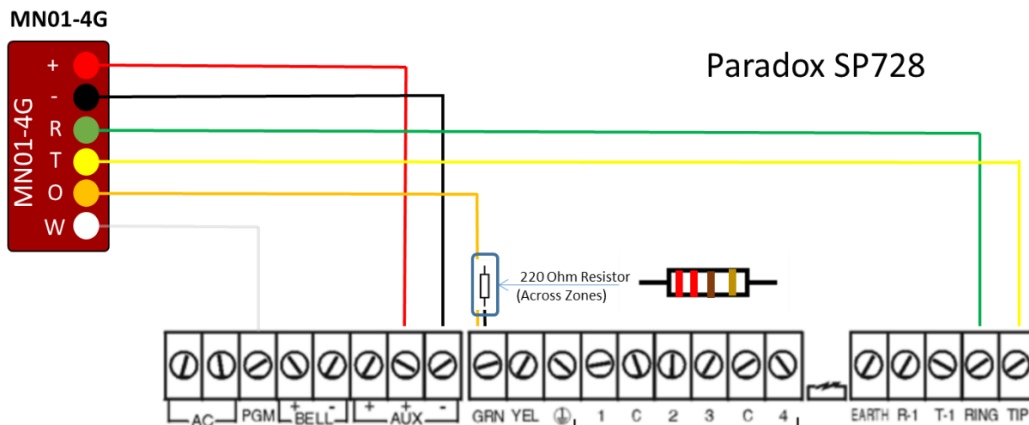 MN01-4G
Paradox SP728
MN01-4G
+
-
R
T
O
W
220 Ohm Resistor
(Across Zones)
+ - + + -
AC PGM BELL AUX GRN YEL 1 C 2 3 C 4 EARTH R-1 T-1 RING TIP